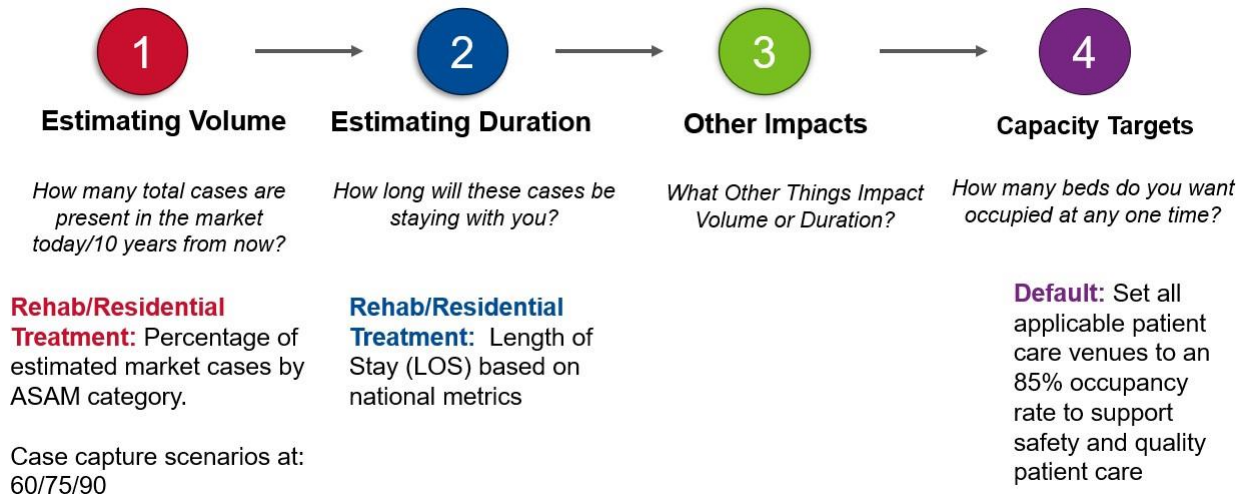 1
2
3
4
Estimating Volume
Estimating Duration
Other Impacts
Capacity Targets
How many total cases are
present in the market
today/10 years from now?
How long will these cases be
staying with you?
What Other Things Impact
Volume or Duration?
How many beds do you want
occupied at any one time?
Rehab/Residential
Treatment: Percentage of
estimated market cases by
ASAM category.
Case capture scenarios at:
60/75/90
Rehab/Residential
Treatment: Length of
Stay (LOS) based on
national metrics
Default: Set all
applicable patient
care venues to an
85% occupancy
rate to support
safety and quality
patient care